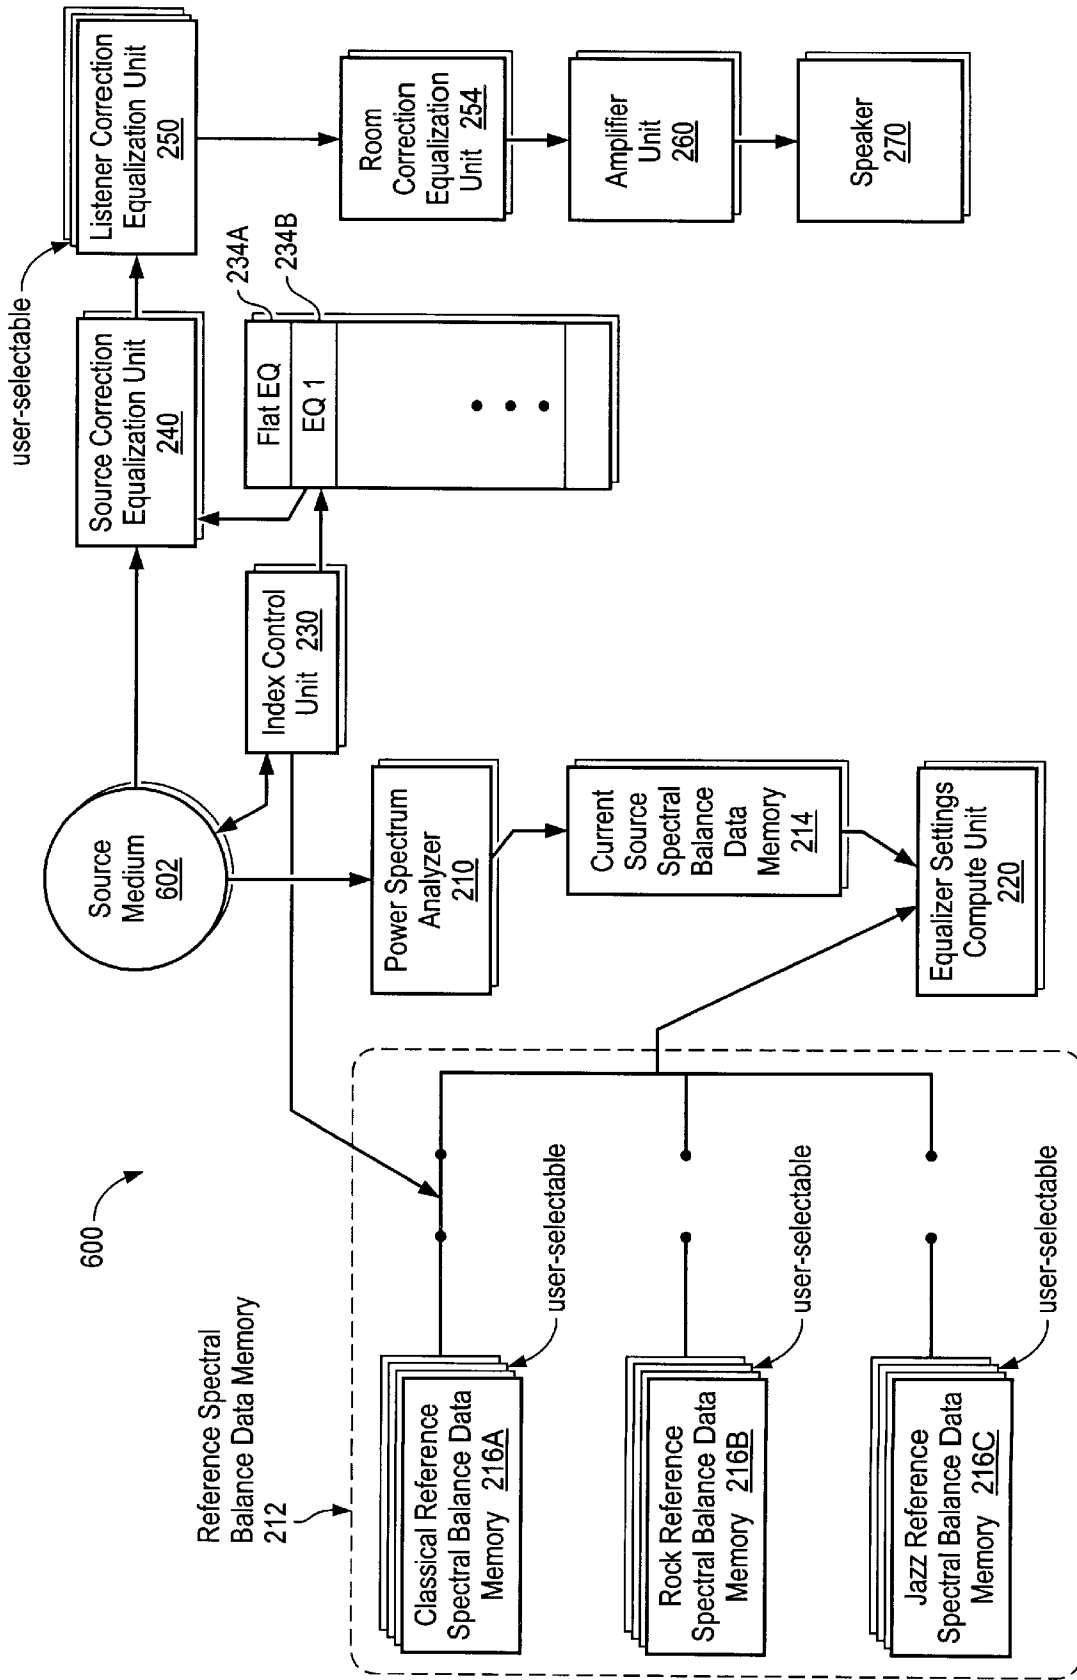 600
Source
Medium
602
user-selectable
Source Correction
Equalization Unit
240
Listener Correction
Equalization Unit
250
Reference Spectral
Balance Data Memory
212
Index Control
Unit 230
Flat EQ
EQ 1
234A
234B
Room
Correction
Equalization
Unit 254
Classical Reference
Spectral Balance Data
Memory 216A
user-selectable
Power Spectrum
Analyzer
210
Amplifier
Unit
260
Rock Reference
Spectral Balance Data
Memory 216B
user-selectable
Current
Source
Spectral
Balance
Data
Memory
214
Speaker
270
Jazz Reference
Spectral Balance Data
Memory 216C
user-selectable
Equalizer Settings
Compute Unit
220